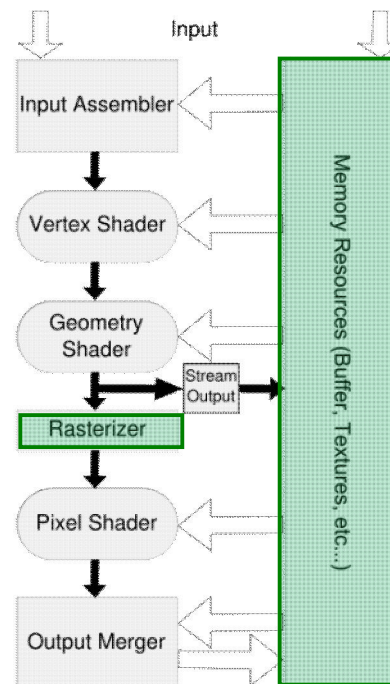 Input
Input Assembler
Vertex Shader
Geometry
Shader
Stream
Output
Rasterizer
Pixel Shader
Output Merger
Memory Resources (Buffer, Textures, etc...)